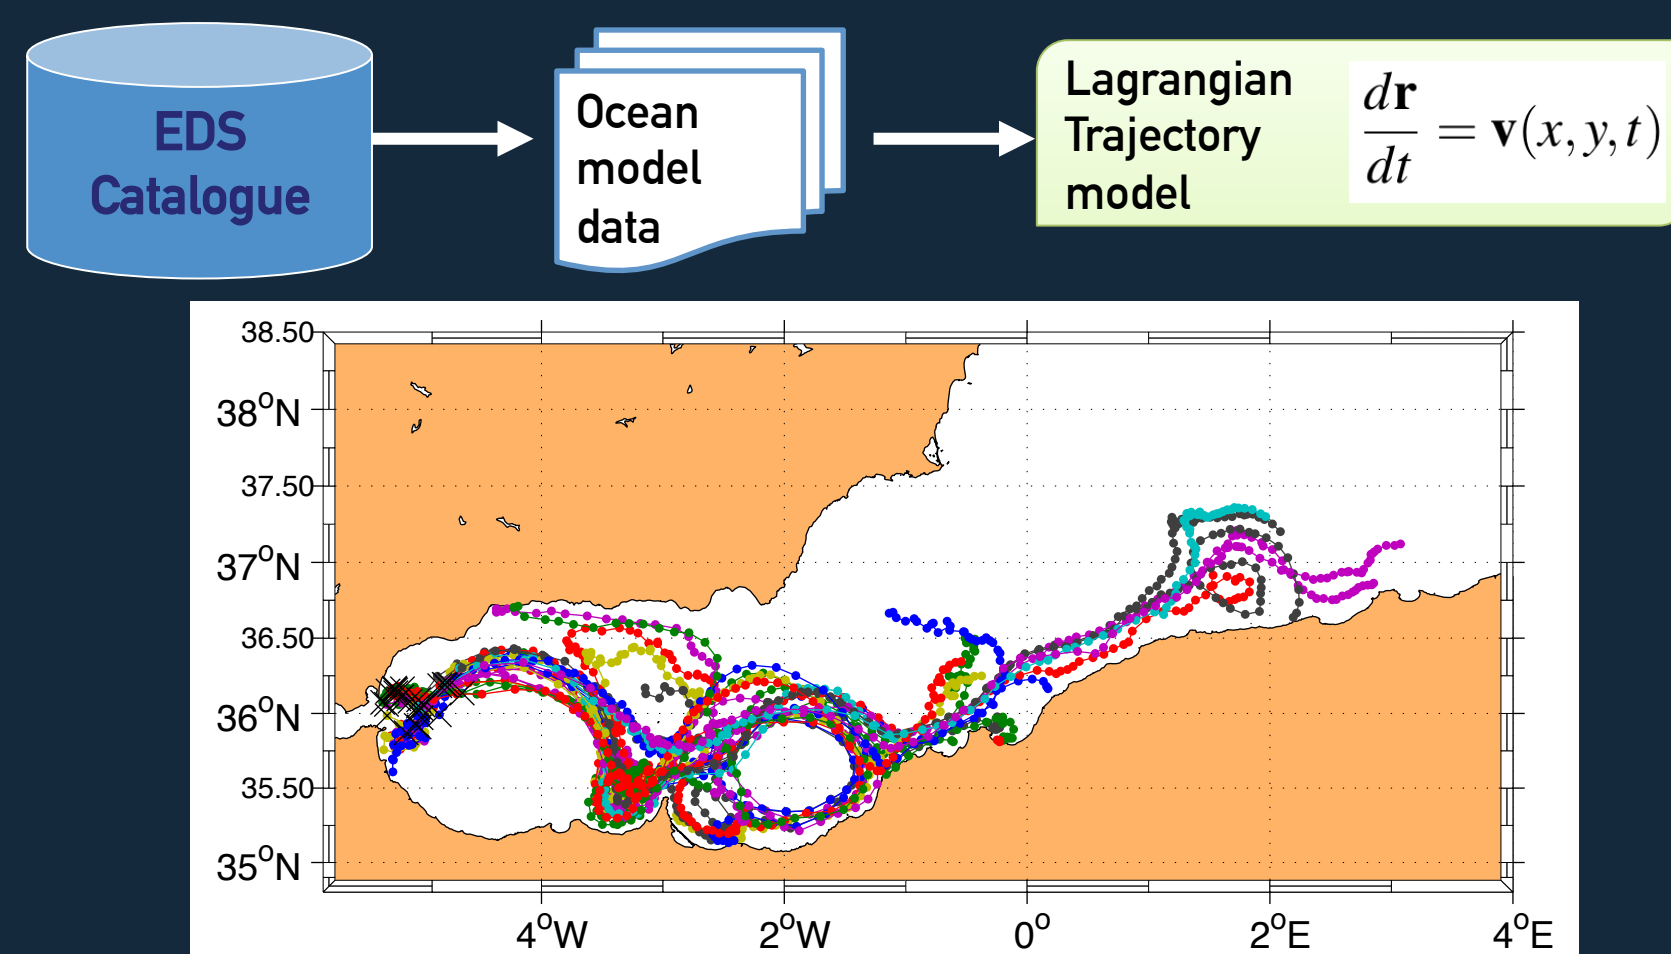 EDS
Catalogue
Ocean
model
data
Lagrangian
Trajectory
model
d𝐫/dt = 𝐯(x, y, t)
38.50
38°N
37.50
37°N
36.50
36°N
35.50
35°N
4°W 2°W 0° 2°E 4°E